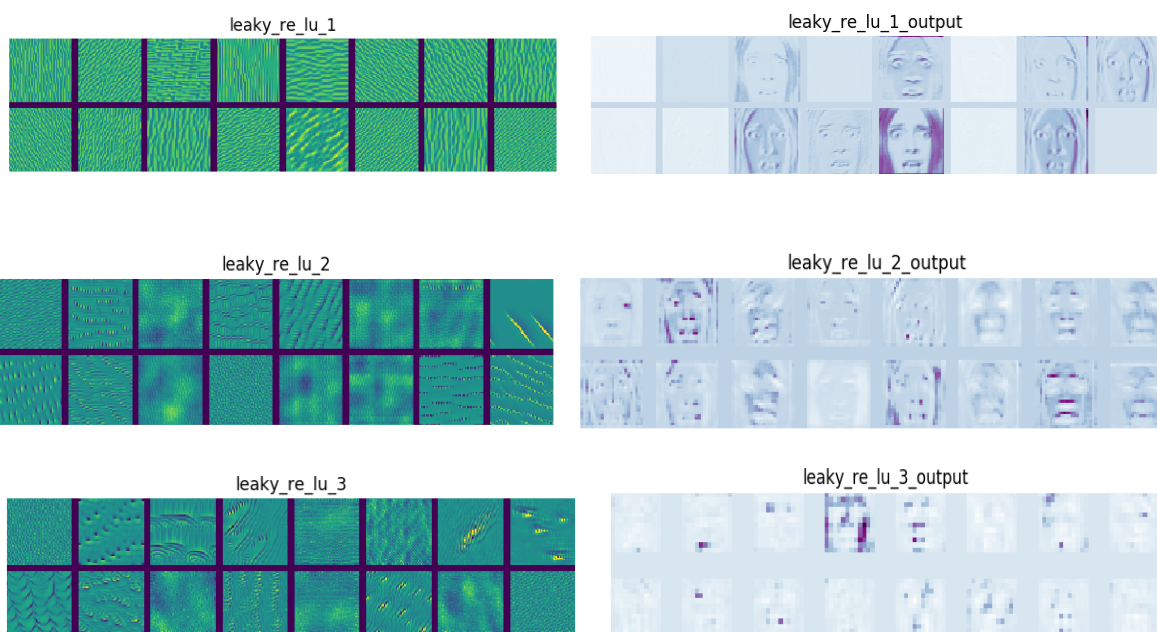 leaky_re_lu_1
leaky_re_lu_1_output
leaky_re_lu_2
leaky_re_lu_2_output
leaky_re_lu_3
leaky_re_lu_3_output